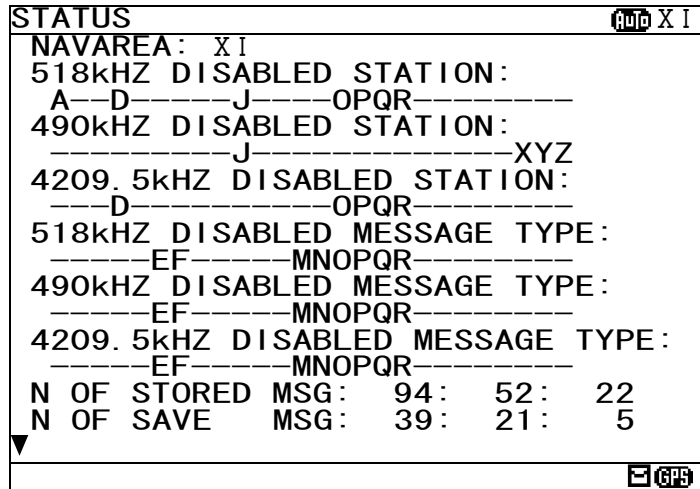 STATUS Auto XI
NAVAREA: XI
518kHZ DISABLED STATION:
A--D-----J----OPQR--------
490kHZ DISABLED STATION:
---------J-------------XYZ
4209.5kHZ DISABLED STATION:
---D----------OPQR--------
518kHZ DISABLED MESSAGE TYPE:
-----EF-----MNOPQR--------
490kHZ DISABLED MESSAGE TYPE:
-----EF-----MNOPQR--------
4209.5kHZ DISABLED MESSAGE TYPE:
-----EF-----MNOPQR--------
N OF STORED MSG: 94: 52: 22
N OF SAVE MSG: 39: 21: 5
GPS